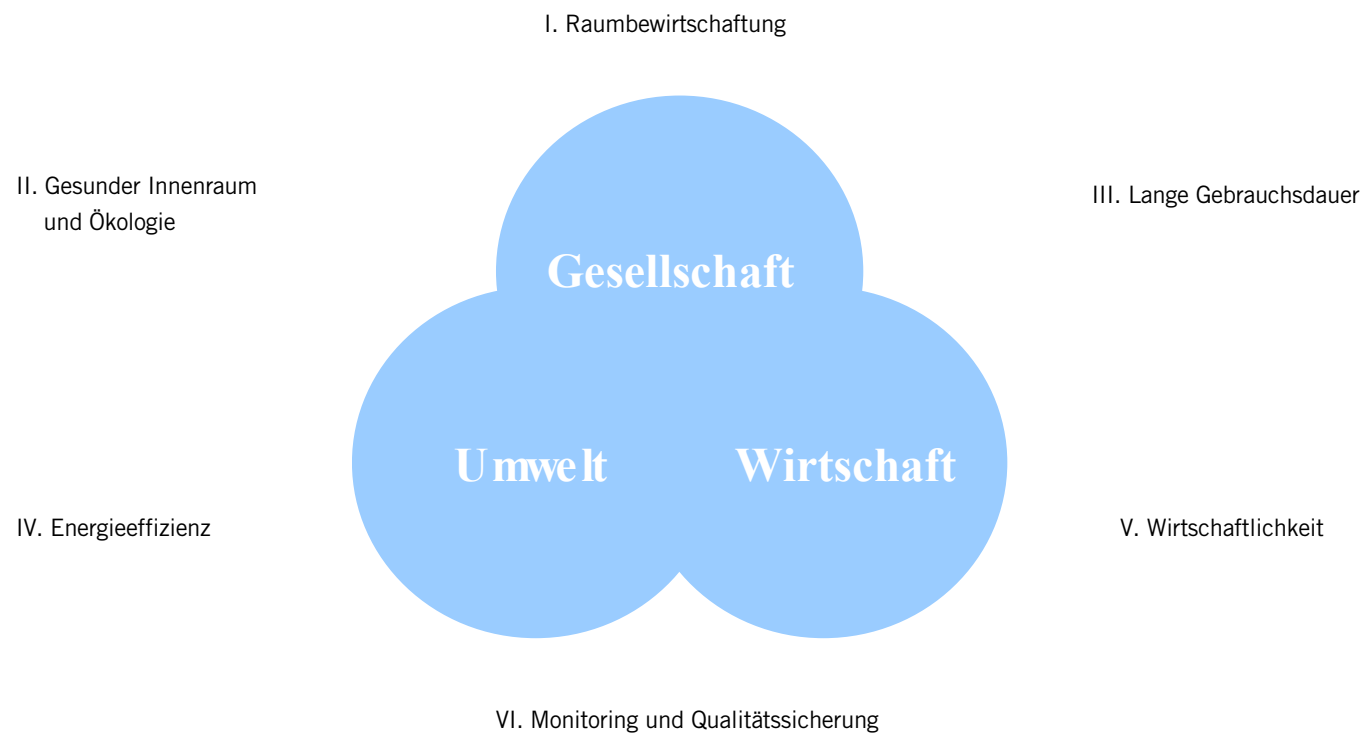 I. Raumbewirtschaftung
II. Gesunder Innenraum
und Ökologie
III. Lange Gebrauchsdauer
Gesellschaft
Umwelt
Wirtschaft
IV. Energieeffizienz
V. Wirtschaftlichkeit
VI. Monitoring und Qualitätssicherung